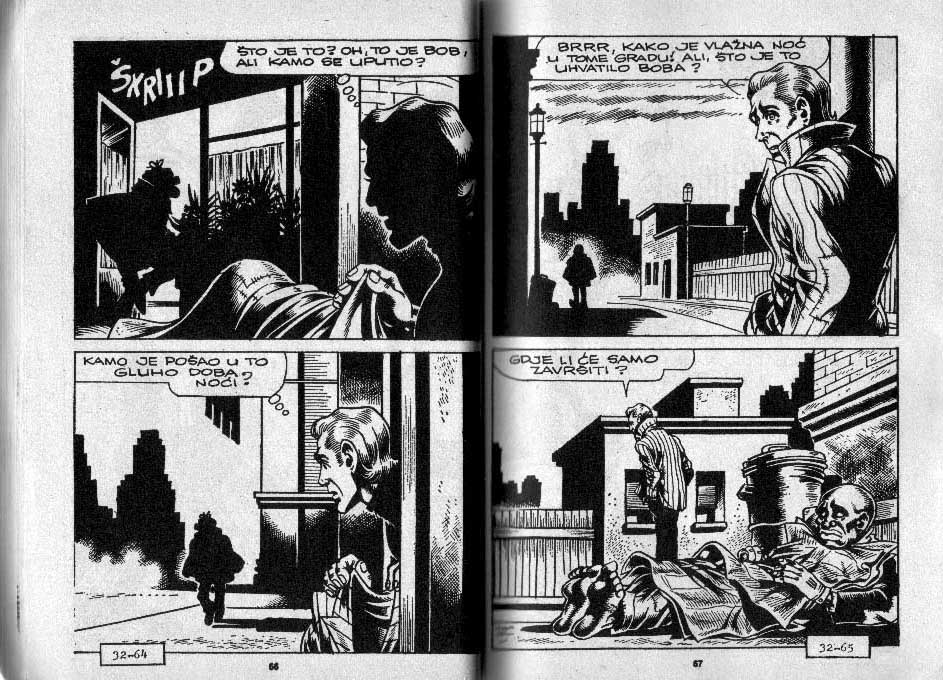 ŠKRIIIP
ŠTO JE TO? OH, TO JE BOB,
ALI KAMO SE UPUTIO?
KAMO JE POŠAO U TO
GLUHO DOBA
NOĆI?
32-64
66
BRRR, KAKO JE VLAŽNA NOĆ
U TOME GRADU! ALI, ŠTO JE TO
UHVATILO BOBA?
GDJE LI ĆE SAMO
ZAVRŠITI?
32-65
67